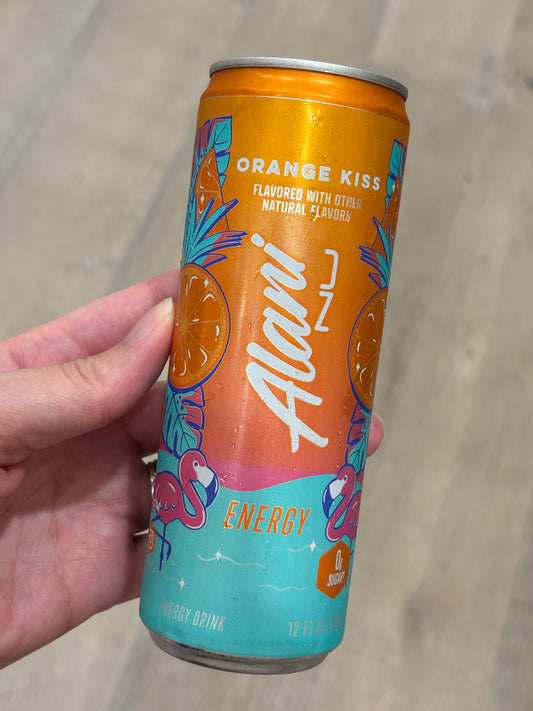 ORANGE KISS
FLAVORED WITH OTHER
NATURAL FLAVORS
Alani
NU
ENERGY
0g
SUGAR*
ENERGY DRINK
12 Fl Oz